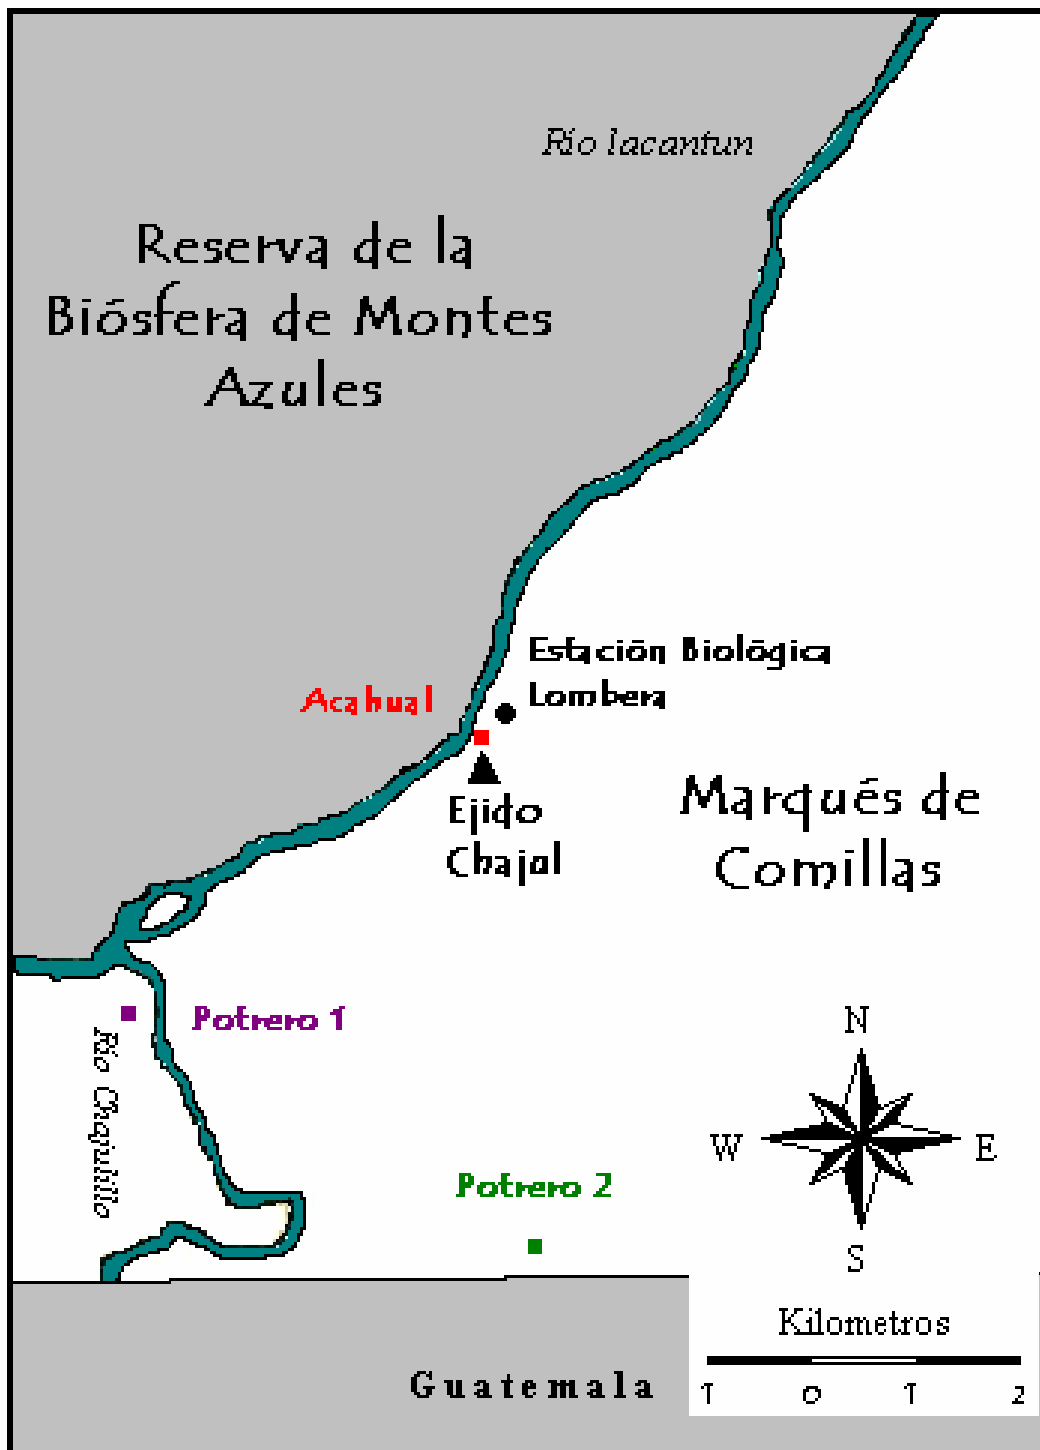 Río lacantun
Reserva de la
Biósfera de Montes
Azules
Estación Biológica
Lombera
Acahual
Ejido
Chajul
Marqués de
Comillas
Potrero 1
Río Chajulillo
Potrero 2
N
W
E
S
Kilometros
1 0 1 2
Guatemala